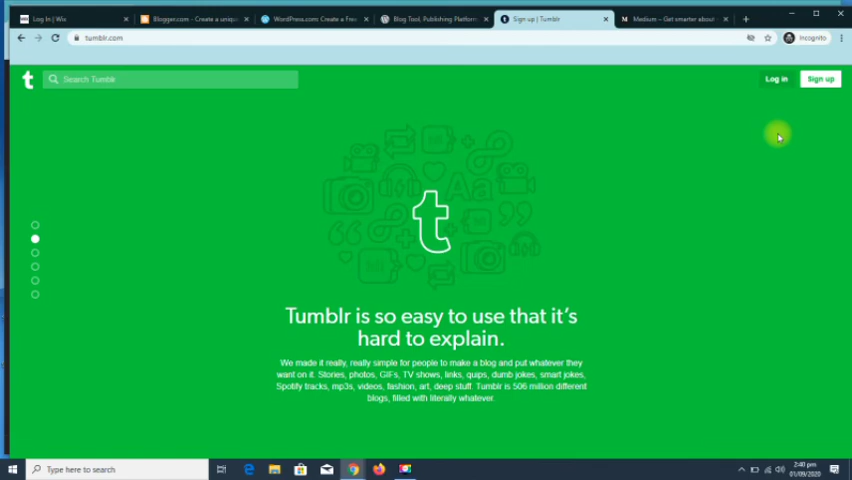 Log In | Wix
Blogger.com - Create a uniqu
WordPress.com: Create a Free
Blog Tool, Publishing Platform
Sign up | Tumblr
Medium – Get smarter about
tumblr.com
Incognito
t
Search Tumblr
Log in
Sign up
Aa
t
Tumblr is so easy to use that it's
hard to explain.
We made it really, really simple for people to make a blog and put whatever they
want on it. Stories, photos, GIFs, TV shows, links, quips, dumb jokes, smart jokes,
Spotify tracks, mp3s, videos, fashion, art, deep stuff. Tumblr is 506 million different
blogs, filled with literally whatever.
Type here to search
2:40 pm
01/09/2020